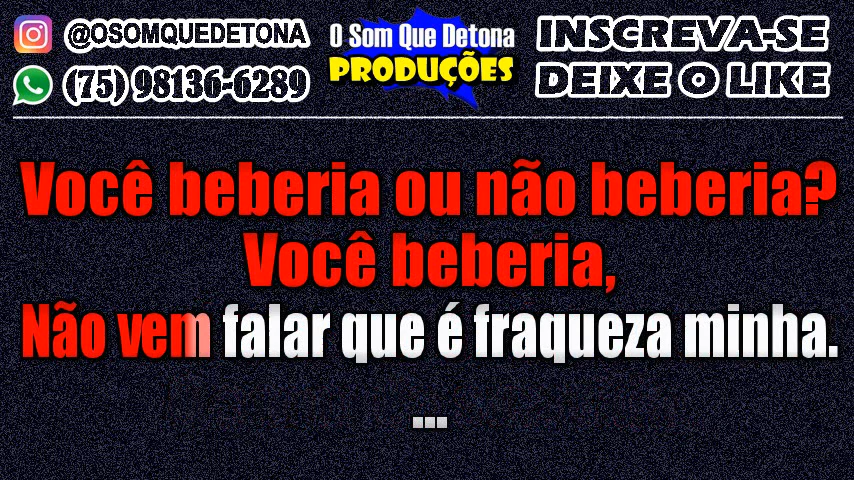 @OSOMQUEDETONA
(75) 98136-6289
O Som Que Detona
PRODUÇÕES
INSCREVA-SE
DEIXE O LIKE
Você beberia ou não beberia?
Você beberia,
Não vem falar que é fraqueza minha.
...